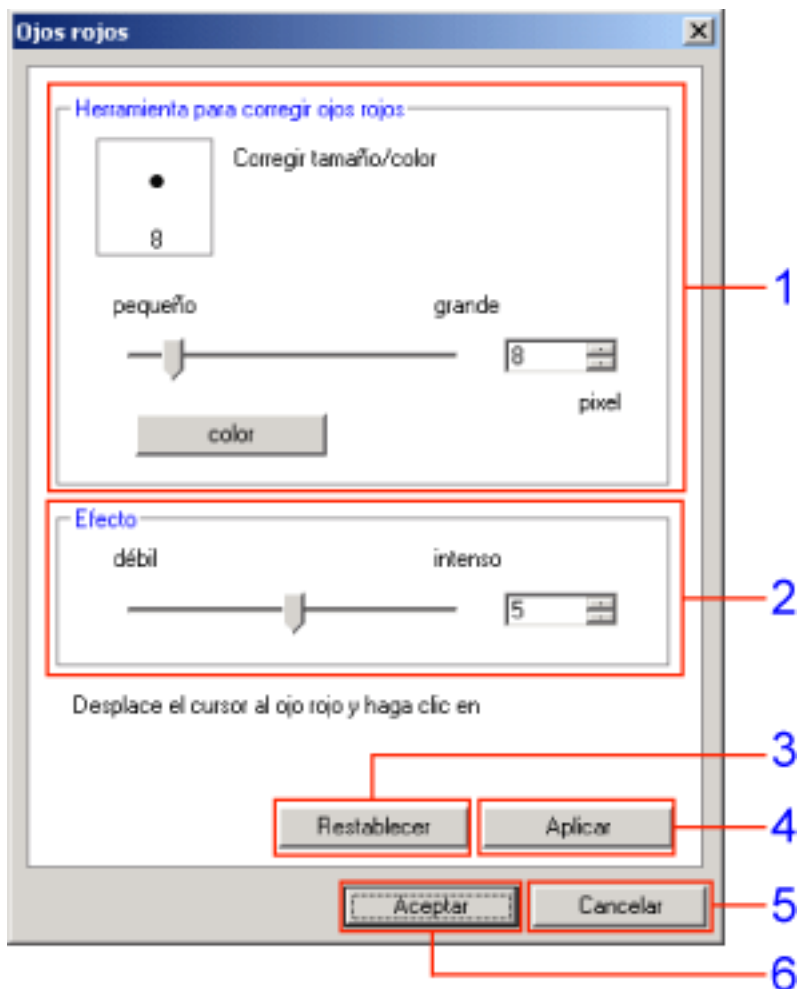 Ojos rojos
Herramienta para corregir ojos rojos
Corregir tamaño/color
8
1
pequeño grande
8
pixel
color
Efecto
débil intenso
5
2
Desplace el cursor al ojo rojo y haga clic en
3
Restablecer Aplicar 4
Aceptar Cancelar 5
6